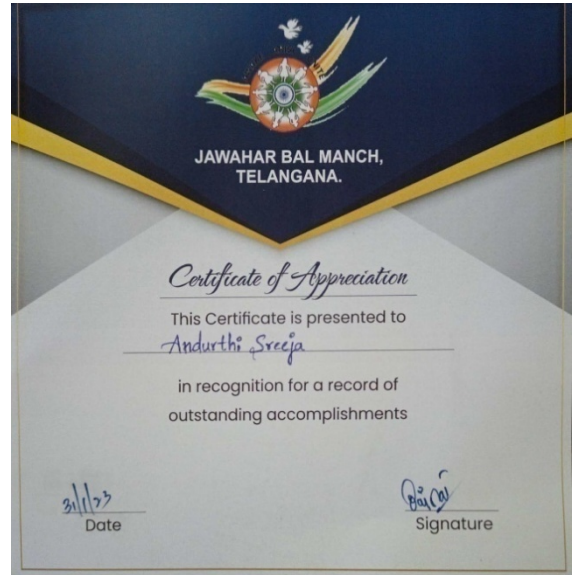 JAWAHAR BAL MANCH,
TELANGANA.
Certificate of Appreciation
This Certificate is presented to
Andurthi Sreeja
in recognition for a record of
outstanding accomplishments
31/1/23
Date
Signature